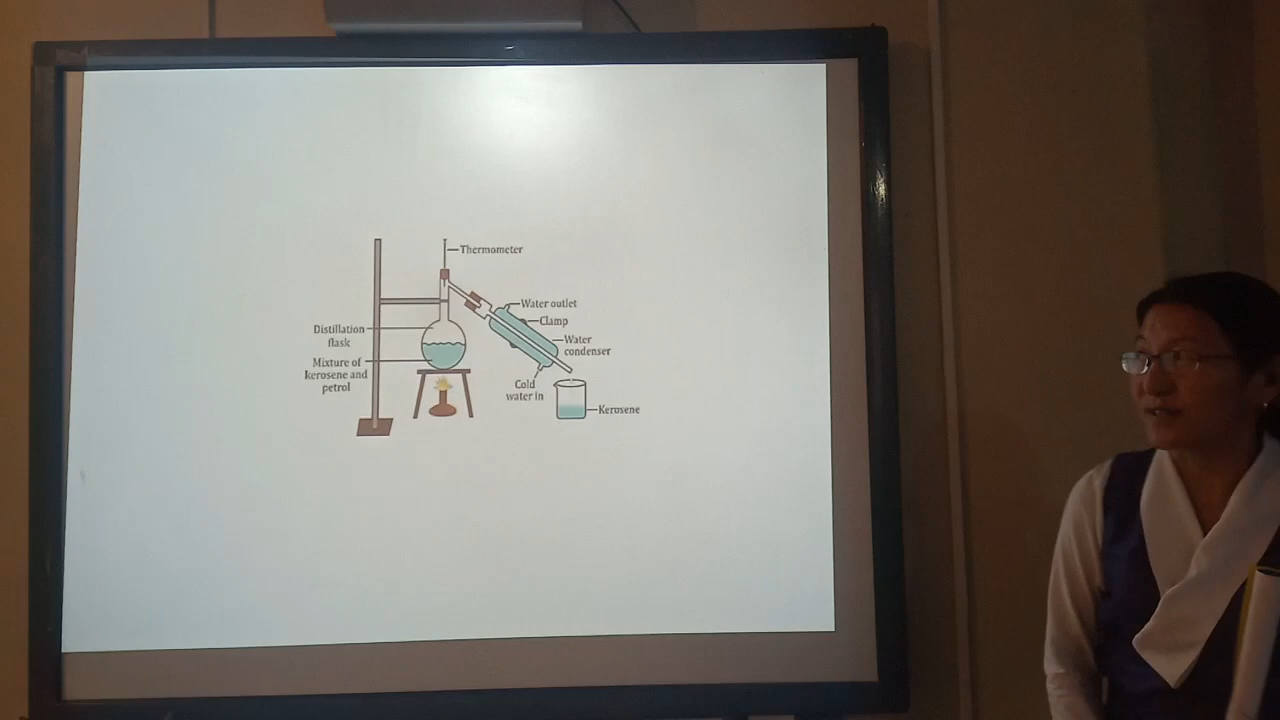 Thermometer
Water outlet
Clamp
Distillation
flask
Water
condenser
Mixture of
kerosene and
petrol
Cold
water in
Kerosene